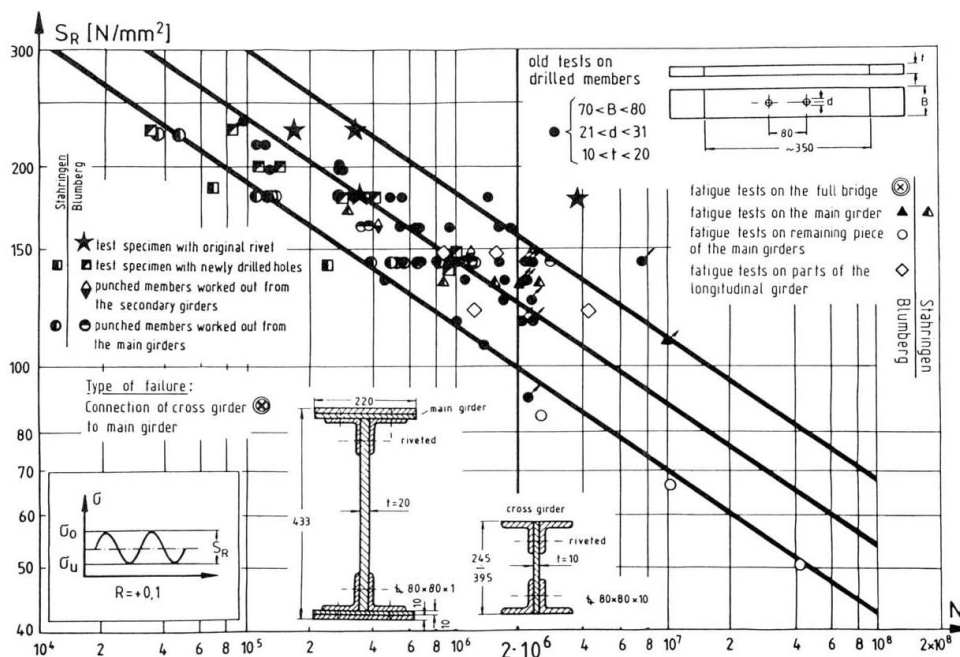 S_R [N/mm²]
300
200
150
100
80
70
60
50
40
old tests on
drilled members
70 < B < 80
21 < d < 31
10 < t < 20
t
B
d
80
~350
Stahringen
Blumberg
test specimen with original rivet
test specimen with newly drilled holes
punched members worked out from
the secondary girders
punched members worked out from
the main girders
fatigue tests on the full bridge
fatigue tests on the main girder
fatigue tests on remaining piece
of the main girders
fatigue tests on parts of the
longitudinal girder
Blumberg
Stahringen
Type of failure:
Connection of cross girder
to main girder
220
main girder
riveted
t=20
433
80×80×1
10
10
cross girder
riveted
t=10
245
395
80×80×10
σ
σo
σu
S_R
R=+0,1
N
10⁴ 2 4 6 8 10⁵ 2 4 6 8 10⁶ 2·10⁶ 4 6 8 10⁷ 2 4 6 8 10⁸ 2×10⁸